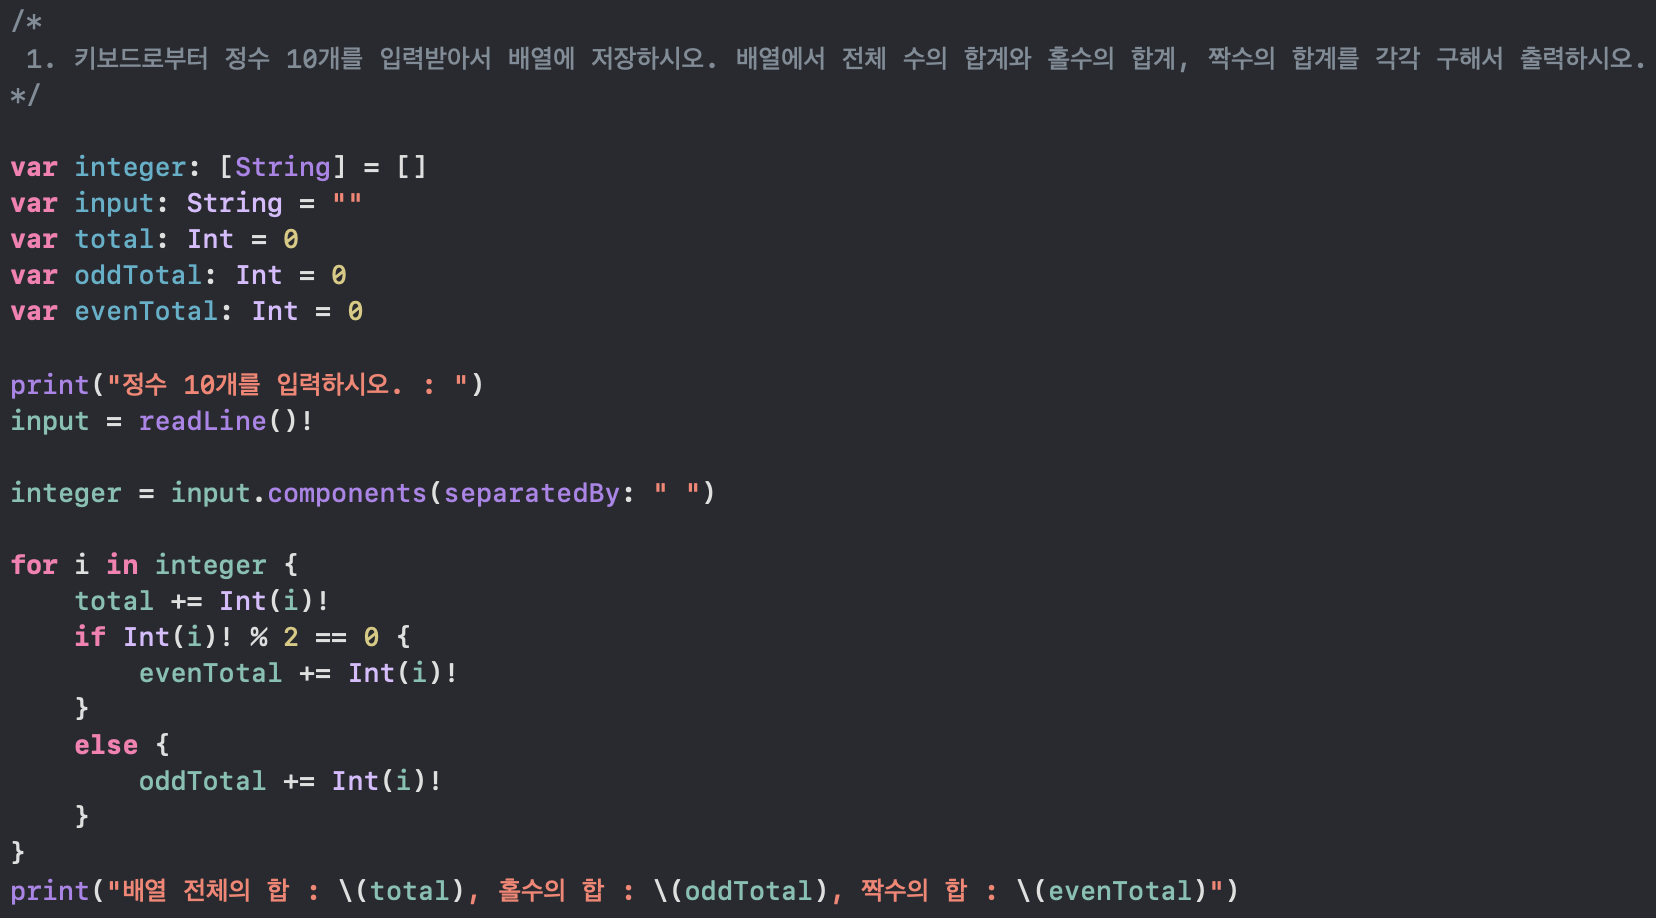 /*
 1. 키보드로부터 정수 10개를 입력받아서 배열에 저장하시오. 배열에서 전체 수의 합계와 홀수의 합계, 짝수의 합계를 각각 구해서 출력하시오.
*/

var integer: [String] = []
var input: String = ""
var total: Int = 0
var oddTotal: Int = 0
var evenTotal: Int = 0

print("정수 10개를 입력하시오. : ")
input = readLine()!

integer = input.components(separatedBy: " ")

for i in integer {
    total += Int(i)!
    if Int(i)! % 2 == 0 {
        evenTotal += Int(i)!
    }
    else {
        oddTotal += Int(i)!
    }
}
print("배열 전체의 합 : \(total), 홀수의 합 : \(oddTotal), 짝수의 합 : \(evenTotal)")